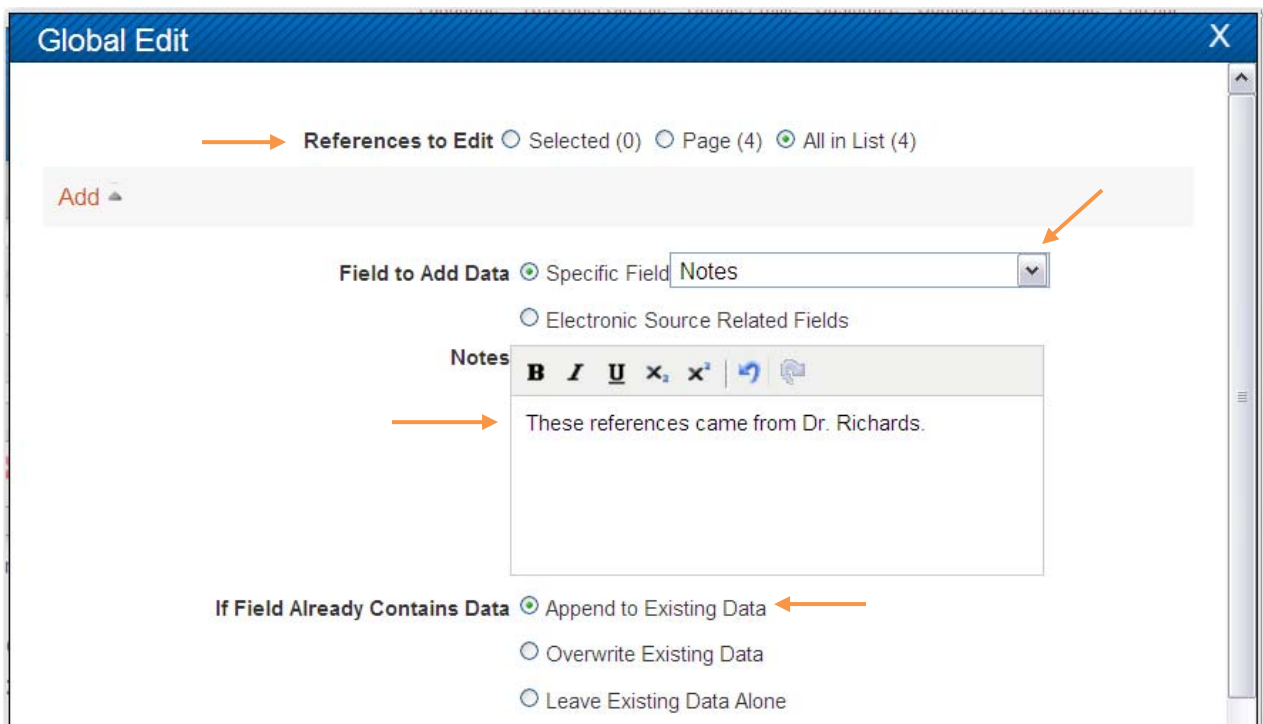 Global Edit X
References to Edit Selected (0) Page (4) All in List (4)
Add
Field to Add Data Specific Field Notes
Electronic Source Related Fields
Notes
B I U x₂ x²
These references came from Dr. Richards.
If Field Already Contains Data Append to Existing Data
Overwrite Existing Data
Leave Existing Data Alone